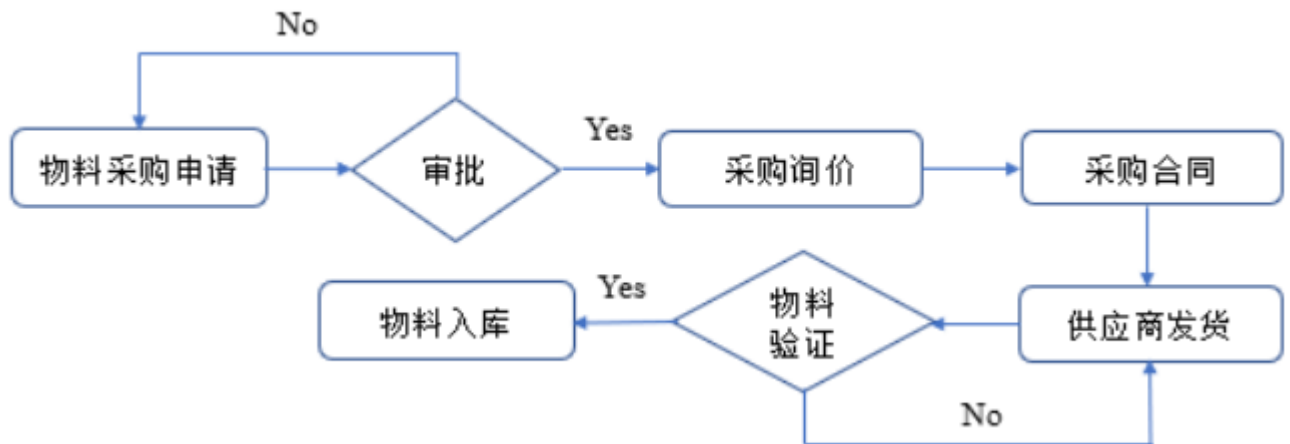 No
物料采购申请
审批
Yes
采购询价
采购合同
物料入库
Yes
物料
验证
供应商发货
No